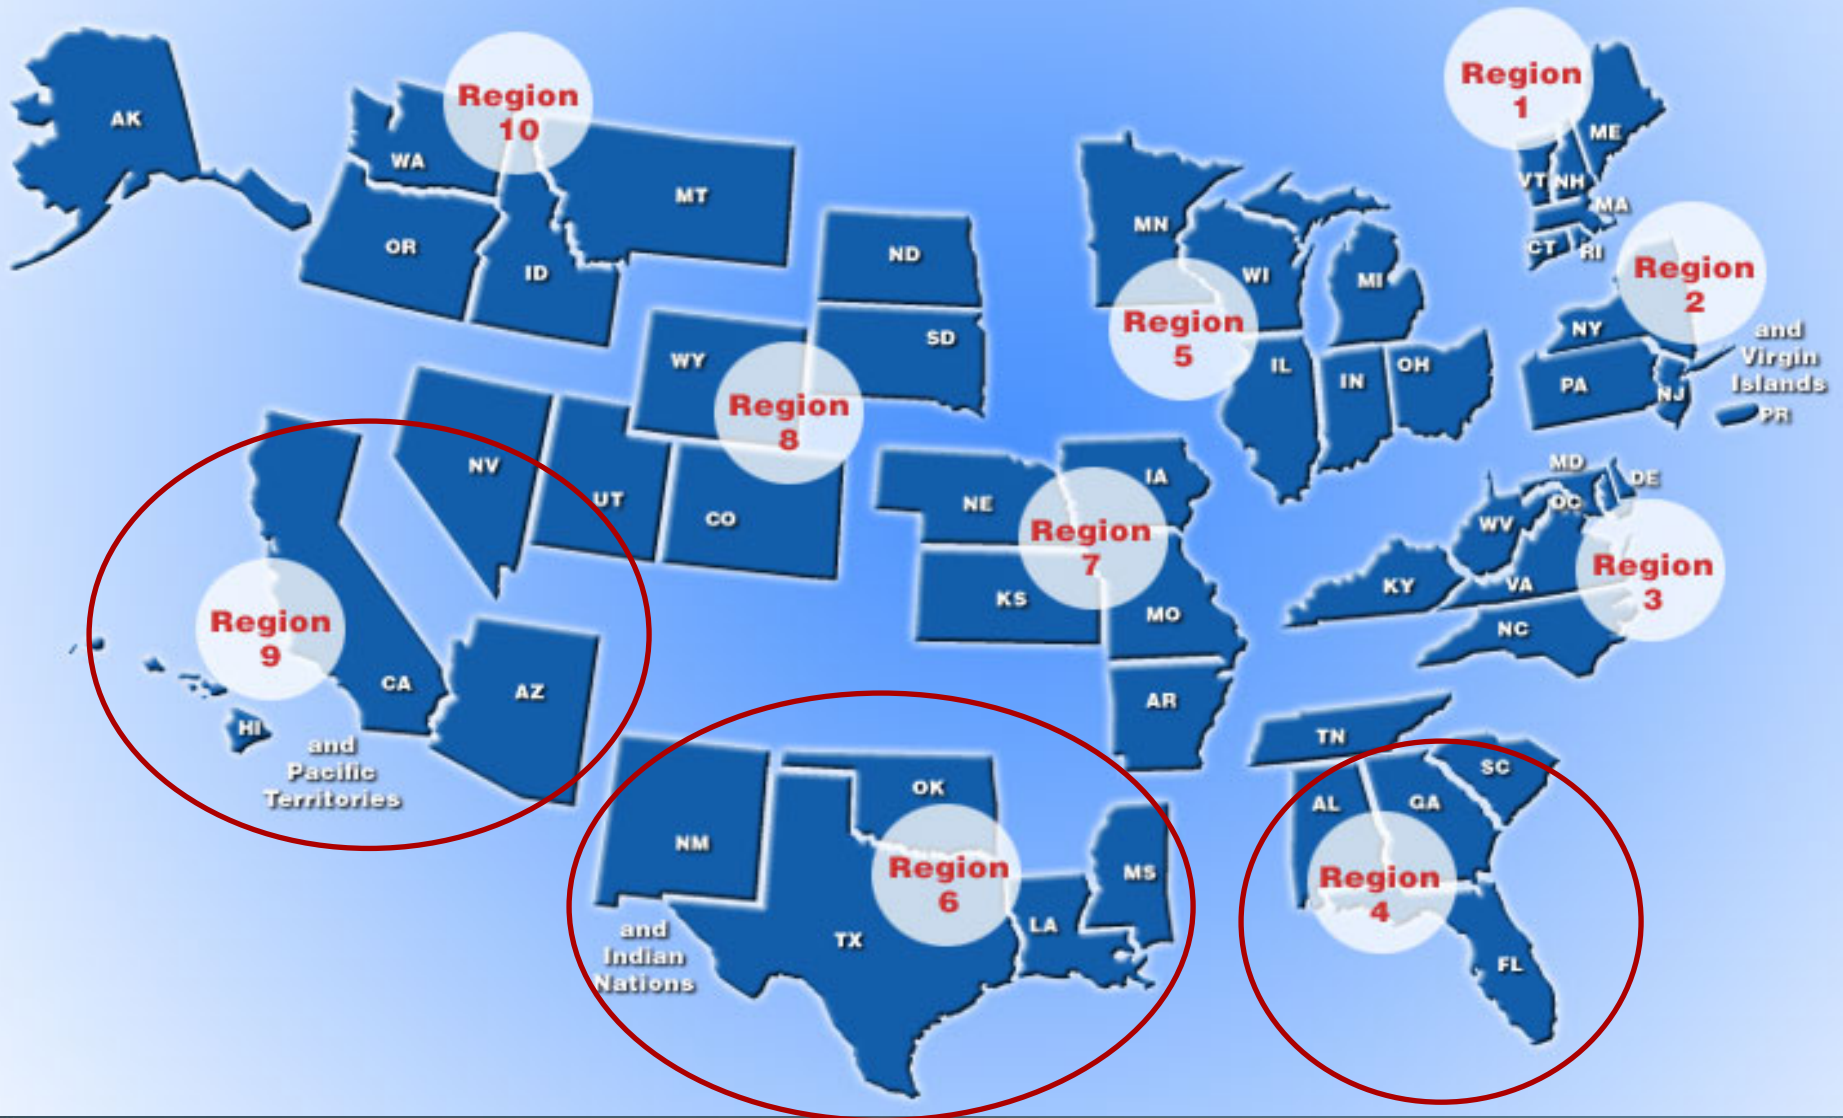 AK
Region
10
WA
OR
ID
MT
ND
SD
WY
Region
8
NV
UT
CO
CA
AZ
Region
9
HI
and
Pacific
Territories
MN
WI
MI
Region
5
IL
IN
OH
NE
IA
Region
7
KS
MO
AR
NM
OK
TX
Region
6
LA
MS
and
Indian
Nations
Region
1
ME
VT
NH
MA
CT
RI
Region
2
NY
PA
NJ
and
Virgin
Islands
PR
MD
DE
DC
WV
KY
VA
Region
3
NC
TN
SC
AL
GA
Region
4
FL